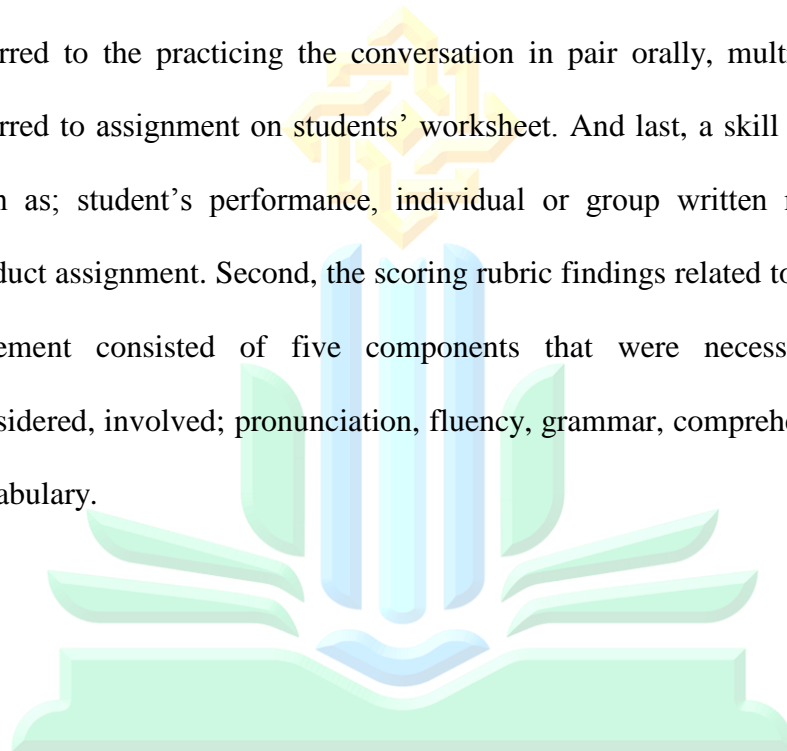 rred to the practicing the conversation in pair orally, mult
rred to assignment on students’ worksheet. And last, a skill
as; student’s performance, individual or group written
duct assignment. Second, the scoring rubric findings related to
ement consisted of five components that were necess
sidered, involved; pronunciation, fluency, grammar, comprehe
abulary.